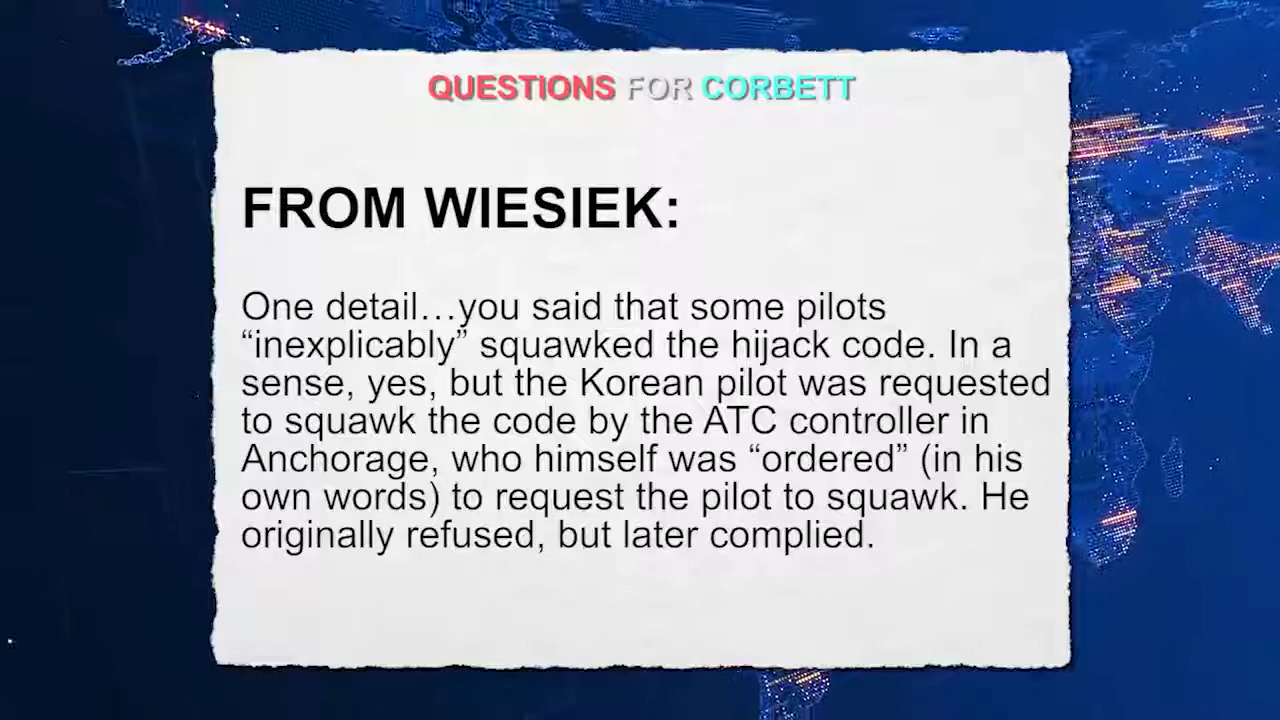 QUESTIONS FOR CORBETT
FROM WIESIEK:
One detail…you said that some pilots
“inexplicably” squawked the hijack code. In a
sense, yes, but the Korean pilot was requested
to squawk the code by the ATC controller in
Anchorage, who himself was “ordered” (in his
own words) to request the pilot to squawk. He
originally refused, but later complied.